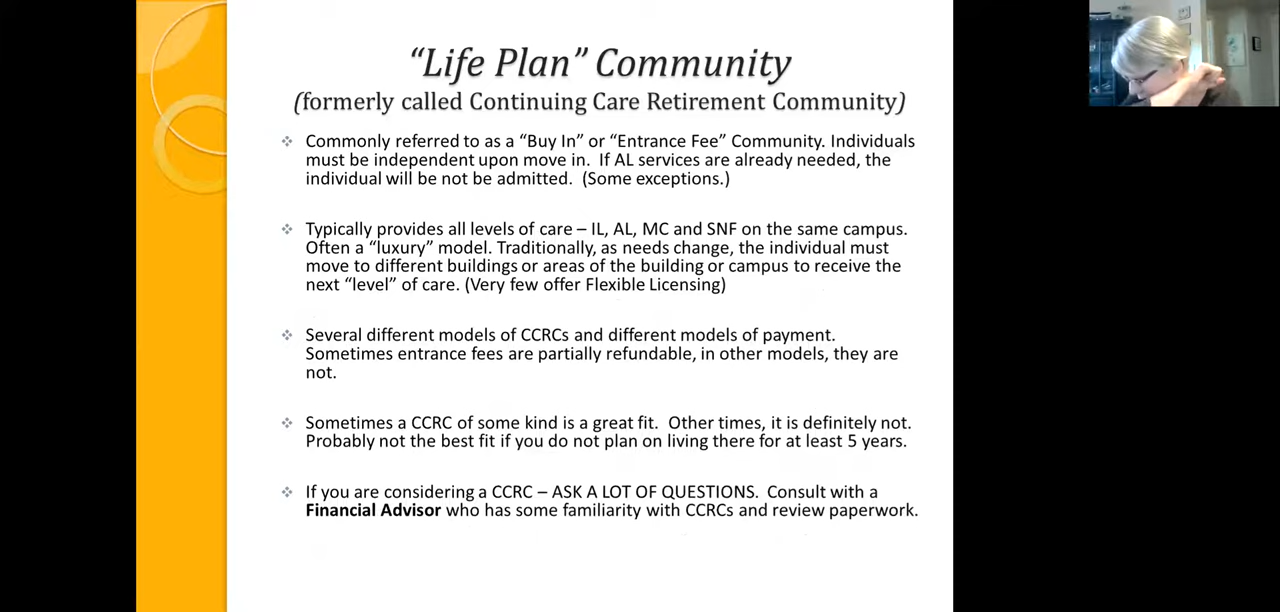 “Life Plan” Community
(formerly called Continuing Care Retirement Community)
Commonly referred to as a “Buy In” or “Entrance Fee” Community. Individuals
must be independent upon move in.  If AL services are already needed, the
individual will be not be admitted.  (Some exceptions.)
Typically provides all levels of care – IL, AL, MC and SNF on the same campus.
Often a “luxury” model. Traditionally, as needs change, the individual must
move to different buildings or areas of the building or campus to receive the
next “level” of care. (Very few offer Flexible Licensing)
Several different models of CCRCs and different models of payment.
Sometimes entrance fees are partially refundable, in other models, they are
not.
Sometimes a CCRC of some kind is a great fit.  Other times, it is definitely not.
Probably not the best fit if you do not plan on living there for at least 5 years.
If you are considering a CCRC – ASK A LOT OF QUESTIONS.  Consult with a
Financial Advisor who has some familiarity with CCRCs and review paperwork.